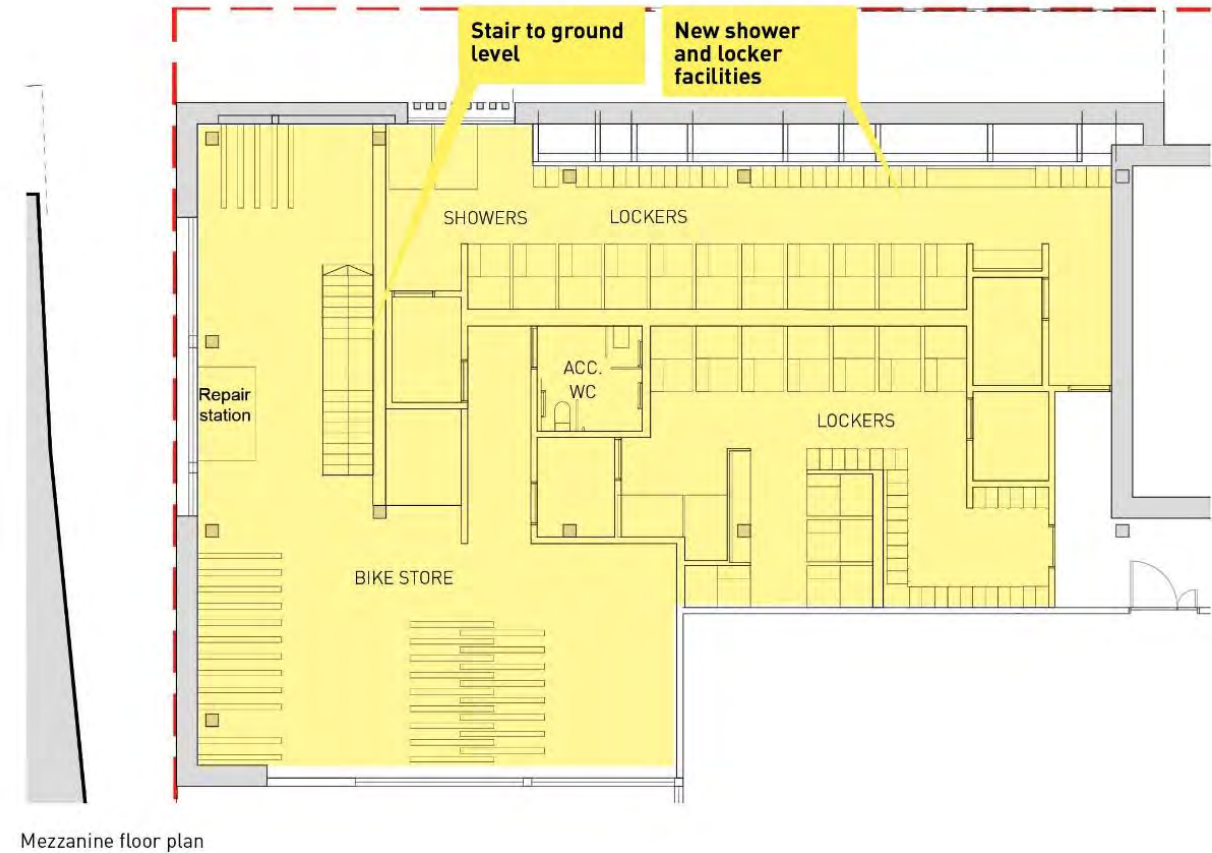 Stair to ground
level
New shower
and locker
facilities
SHOWERS
LOCKERS
ACC.
WC
Repair
station
LOCKERS
BIKE STORE
Mezzanine floor plan